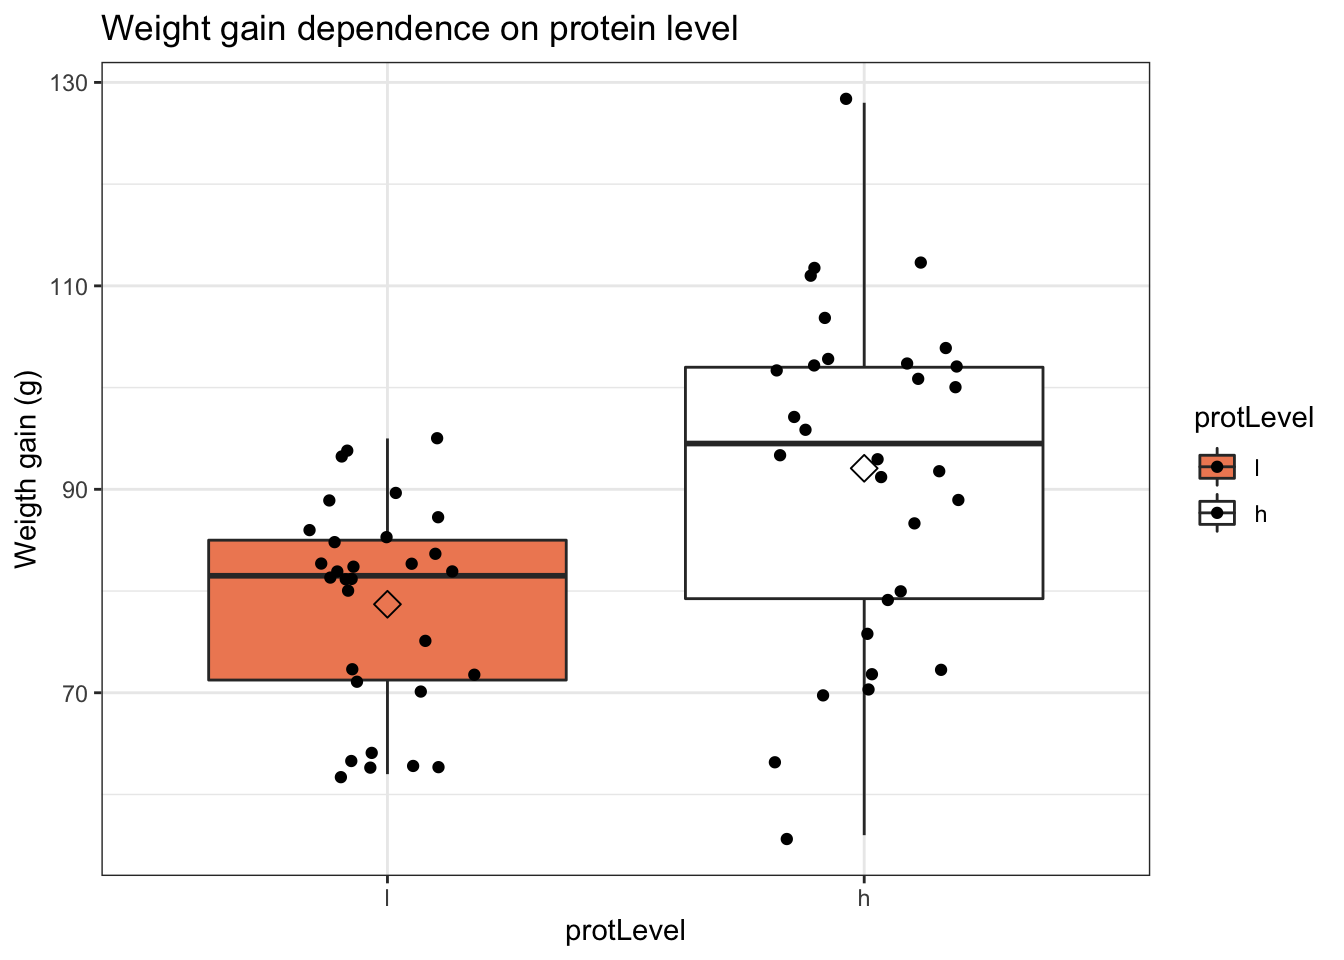 Weight gain dependence on protein level
130
110
90
70
Weigth gain (g)
l
h
protLevel
protLevel
l
h